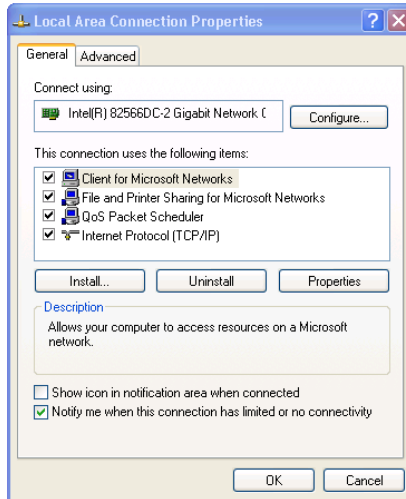 Local Area Connection Properties
General
Advanced
Connect using:
Intel(R) 82566DC-2 Gigabit Network C
Configure...
This connection uses the following items:
Client for Microsoft Networks
File and Printer Sharing for Microsoft Networks
QoS Packet Scheduler
Internet Protocol (TCP/IP)
Install...
Uninstall
Properties
Description
Allows your computer to access resources on a Microsoft
network.
Show icon in notification area when connected
Notify me when this connection has limited or no connectivity
OK
Cancel